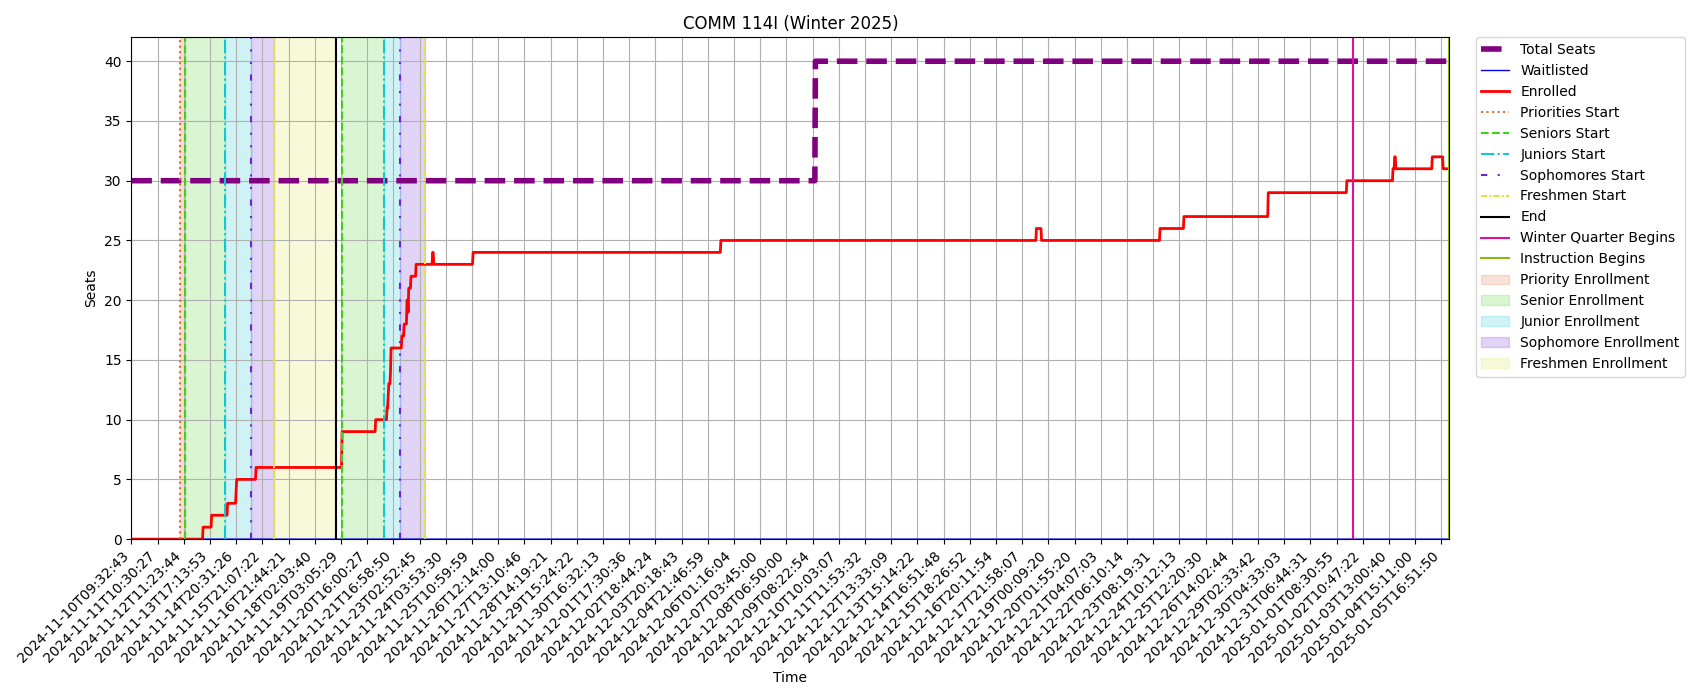 COMM 114I (Winter 2025)
Seats
40
35
30
25
20
15
10
5
0
2024-11-10T09:32:43
2024-11-11T10:30:27
2024-11-12T11:23:44
2024-11-13T17:13:53
2024-11-14T20:31:26
2024-11-15T21:07:22
2024-11-16T21:44:21
2024-11-18T02:03:40
2024-11-19T03:05:29
2024-11-20T16:00:27
2024-11-21T16:58:50
2024-11-23T02:52:45
2024-11-24T03:53:30
2024-11-25T10:59:59
2024-11-26T12:14:00
2024-11-27T13:10:46
2024-11-28T14:19:21
2024-11-29T15:24:22
2024-11-30T16:32:13
2024-12-01T17:30:36
2024-12-02T18:44:24
2024-12-03T20:18:43
2024-12-04T21:46:59
2024-12-06T01:16:04
2024-12-07T03:45:00
2024-12-08T06:50:00
2024-12-09T08:22:54
2024-12-10T10:03:07
2024-12-11T11:53:32
2024-12-12T13:33:09
2024-12-13T15:14:22
2024-12-14T16:51:48
2024-12-15T18:26:52
2024-12-16T20:11:54
2024-12-17T21:58:07
2024-12-19T00:09:20
2024-12-20T01:55:20
2024-12-21T04:07:03
2024-12-22T06:10:14
2024-12-23T08:19:31
2024-12-24T10:12:13
2024-12-25T12:20:30
2024-12-26T14:02:44
2024-12-29T02:33:42
2024-12-30T04:33:03
2024-12-31T06:44:31
2025-01-01T08:30:55
2025-01-02T10:47:22
2025-01-03T13:00:40
2025-01-04T15:11:00
2025-01-05T16:51:50
Time
Total Seats
Waitlisted
Enrolled
Priorities Start
Seniors Start
Juniors Start
Sophomores Start
Freshmen Start
End
Winter Quarter Begins
Instruction Begins
Priority Enrollment
Senior Enrollment
Junior Enrollment
Sophomore Enrollment
Freshmen Enrollment